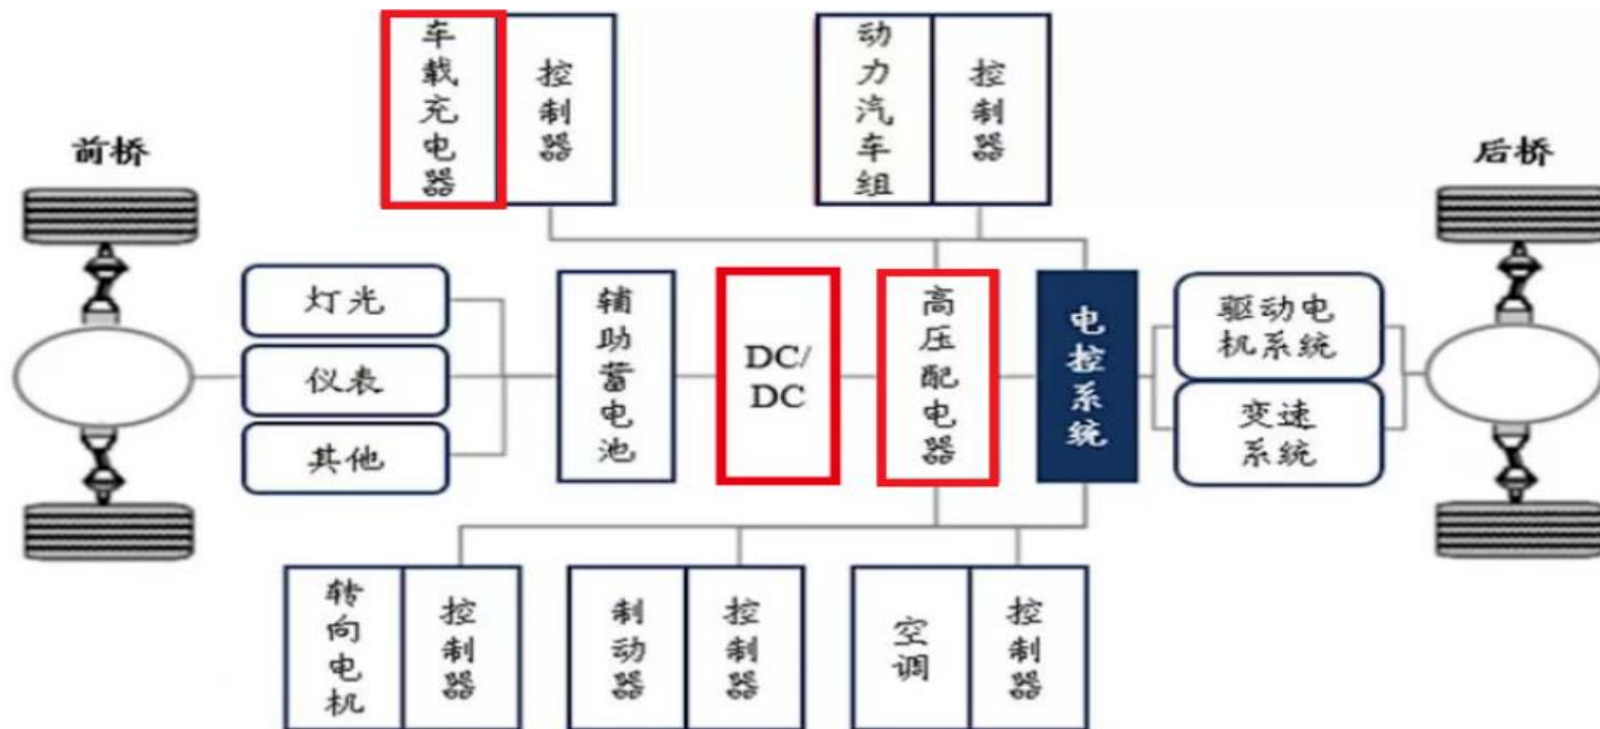 车载充电器
控制器
动力汽车组
控制器
前桥
后桥
灯光
仪表
其他
辅助蓄电池
DC/
DC
高压配电器
电控系统
驱动电
机系统
变速
系统
转向电机
控制器
制动器
控制器
空调
控制器